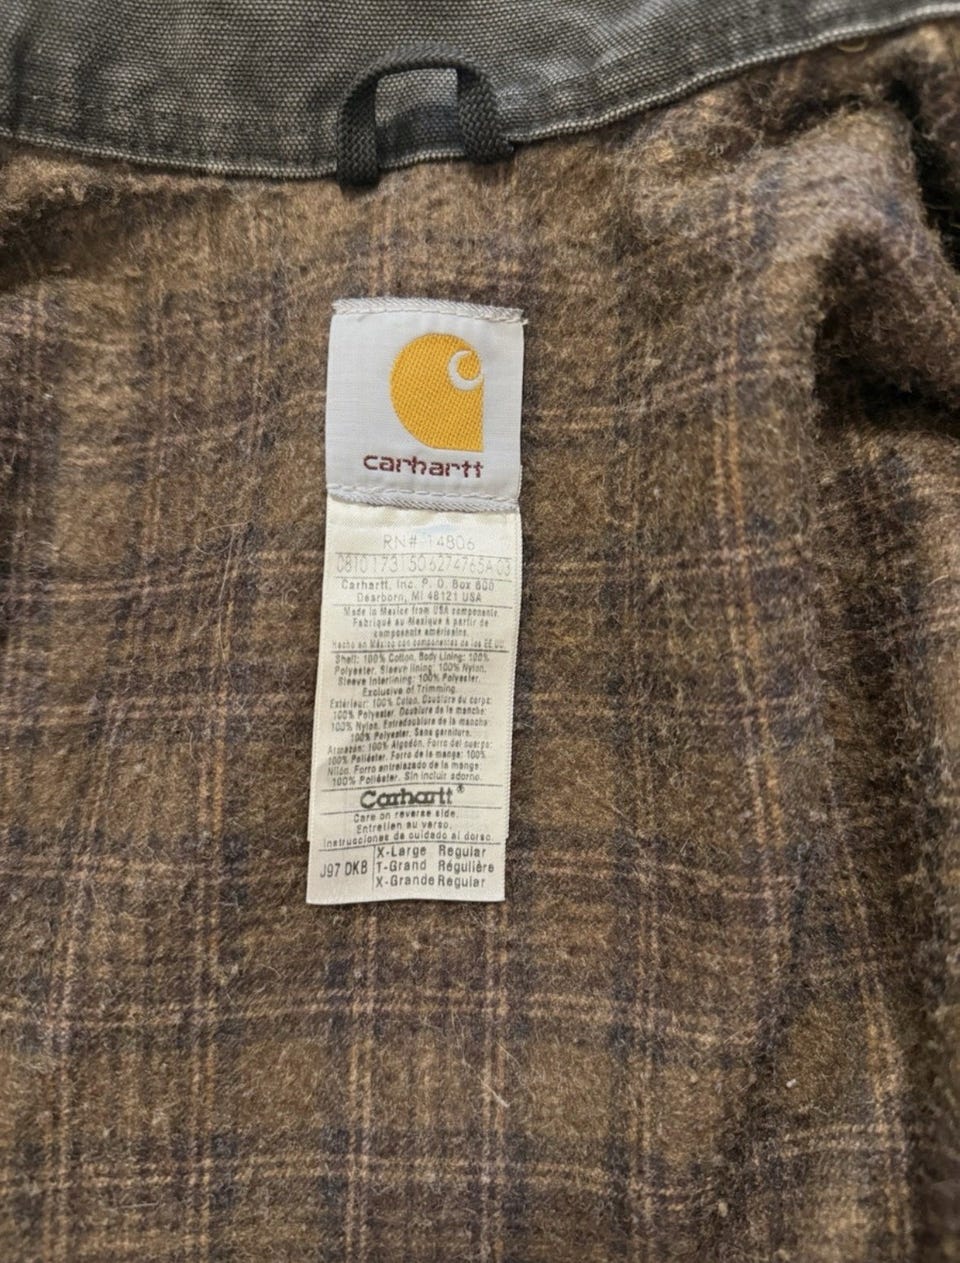 carhartt
RN# 14806
0810 173150 6274765A 03
Carhartt, Inc. P. O. Box 600
Dearborn, MI 48121 USA
Made in Mexico from USA components.
Fabriqué au Mexique à partir de
composants américains.
Hecho en México con componentes de los EE.UU.
Shell: 100% Cotton. Body Lining: 100%
Polyester. Sleeve lining: 100% Nylon.
Sleeve Interlining: 100% Polyester.
Exclusive of Trimming.
Extérieur: 100% Coton. Doublure du corps:
100% Polyester. Doublure de la manche:
100% Nylon. Entredoublure de la manche:
100% Polyester. Sans garniture.
Armazón: 100% Algodón. Forro del cuerpo:
100% Poliéster. Forro de la manga: 100%
Nilón. Forro entrelazado de la manga:
100% Poliéster. Sin incluir adorno.
Carhartt®
Care on reverse side.
Entretien au verso.
Instrucciones de cuidado al dorso.
J97 DKB
X-Large Regular
T-Grand Régulière
X-Grande Regular